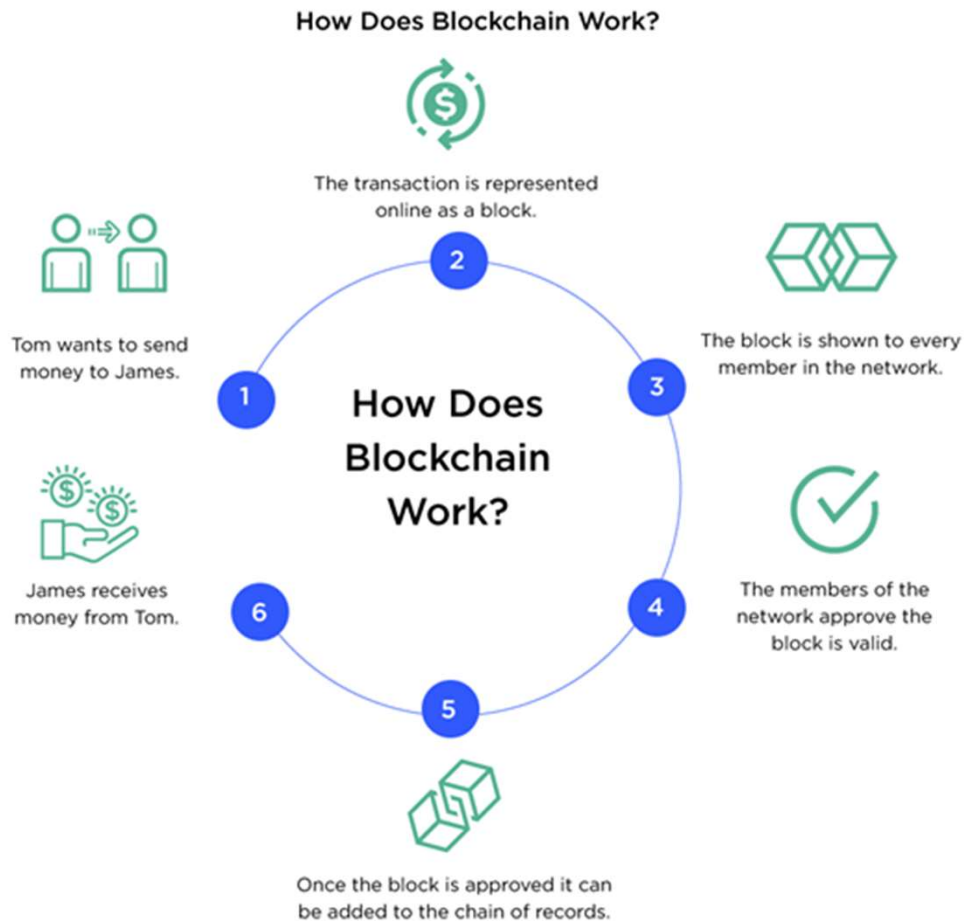 How Does Blockchain Work?
The transaction is represented
online as a block.
2
Tom wants to send
money to James.
1
The block is shown to every
member in the network.
3
How Does
Blockchain
Work?
The members of the
network approve the
block is valid.
4
Once the block is approved it can
be added to the chain of records.
5
James receives
money from Tom.
6